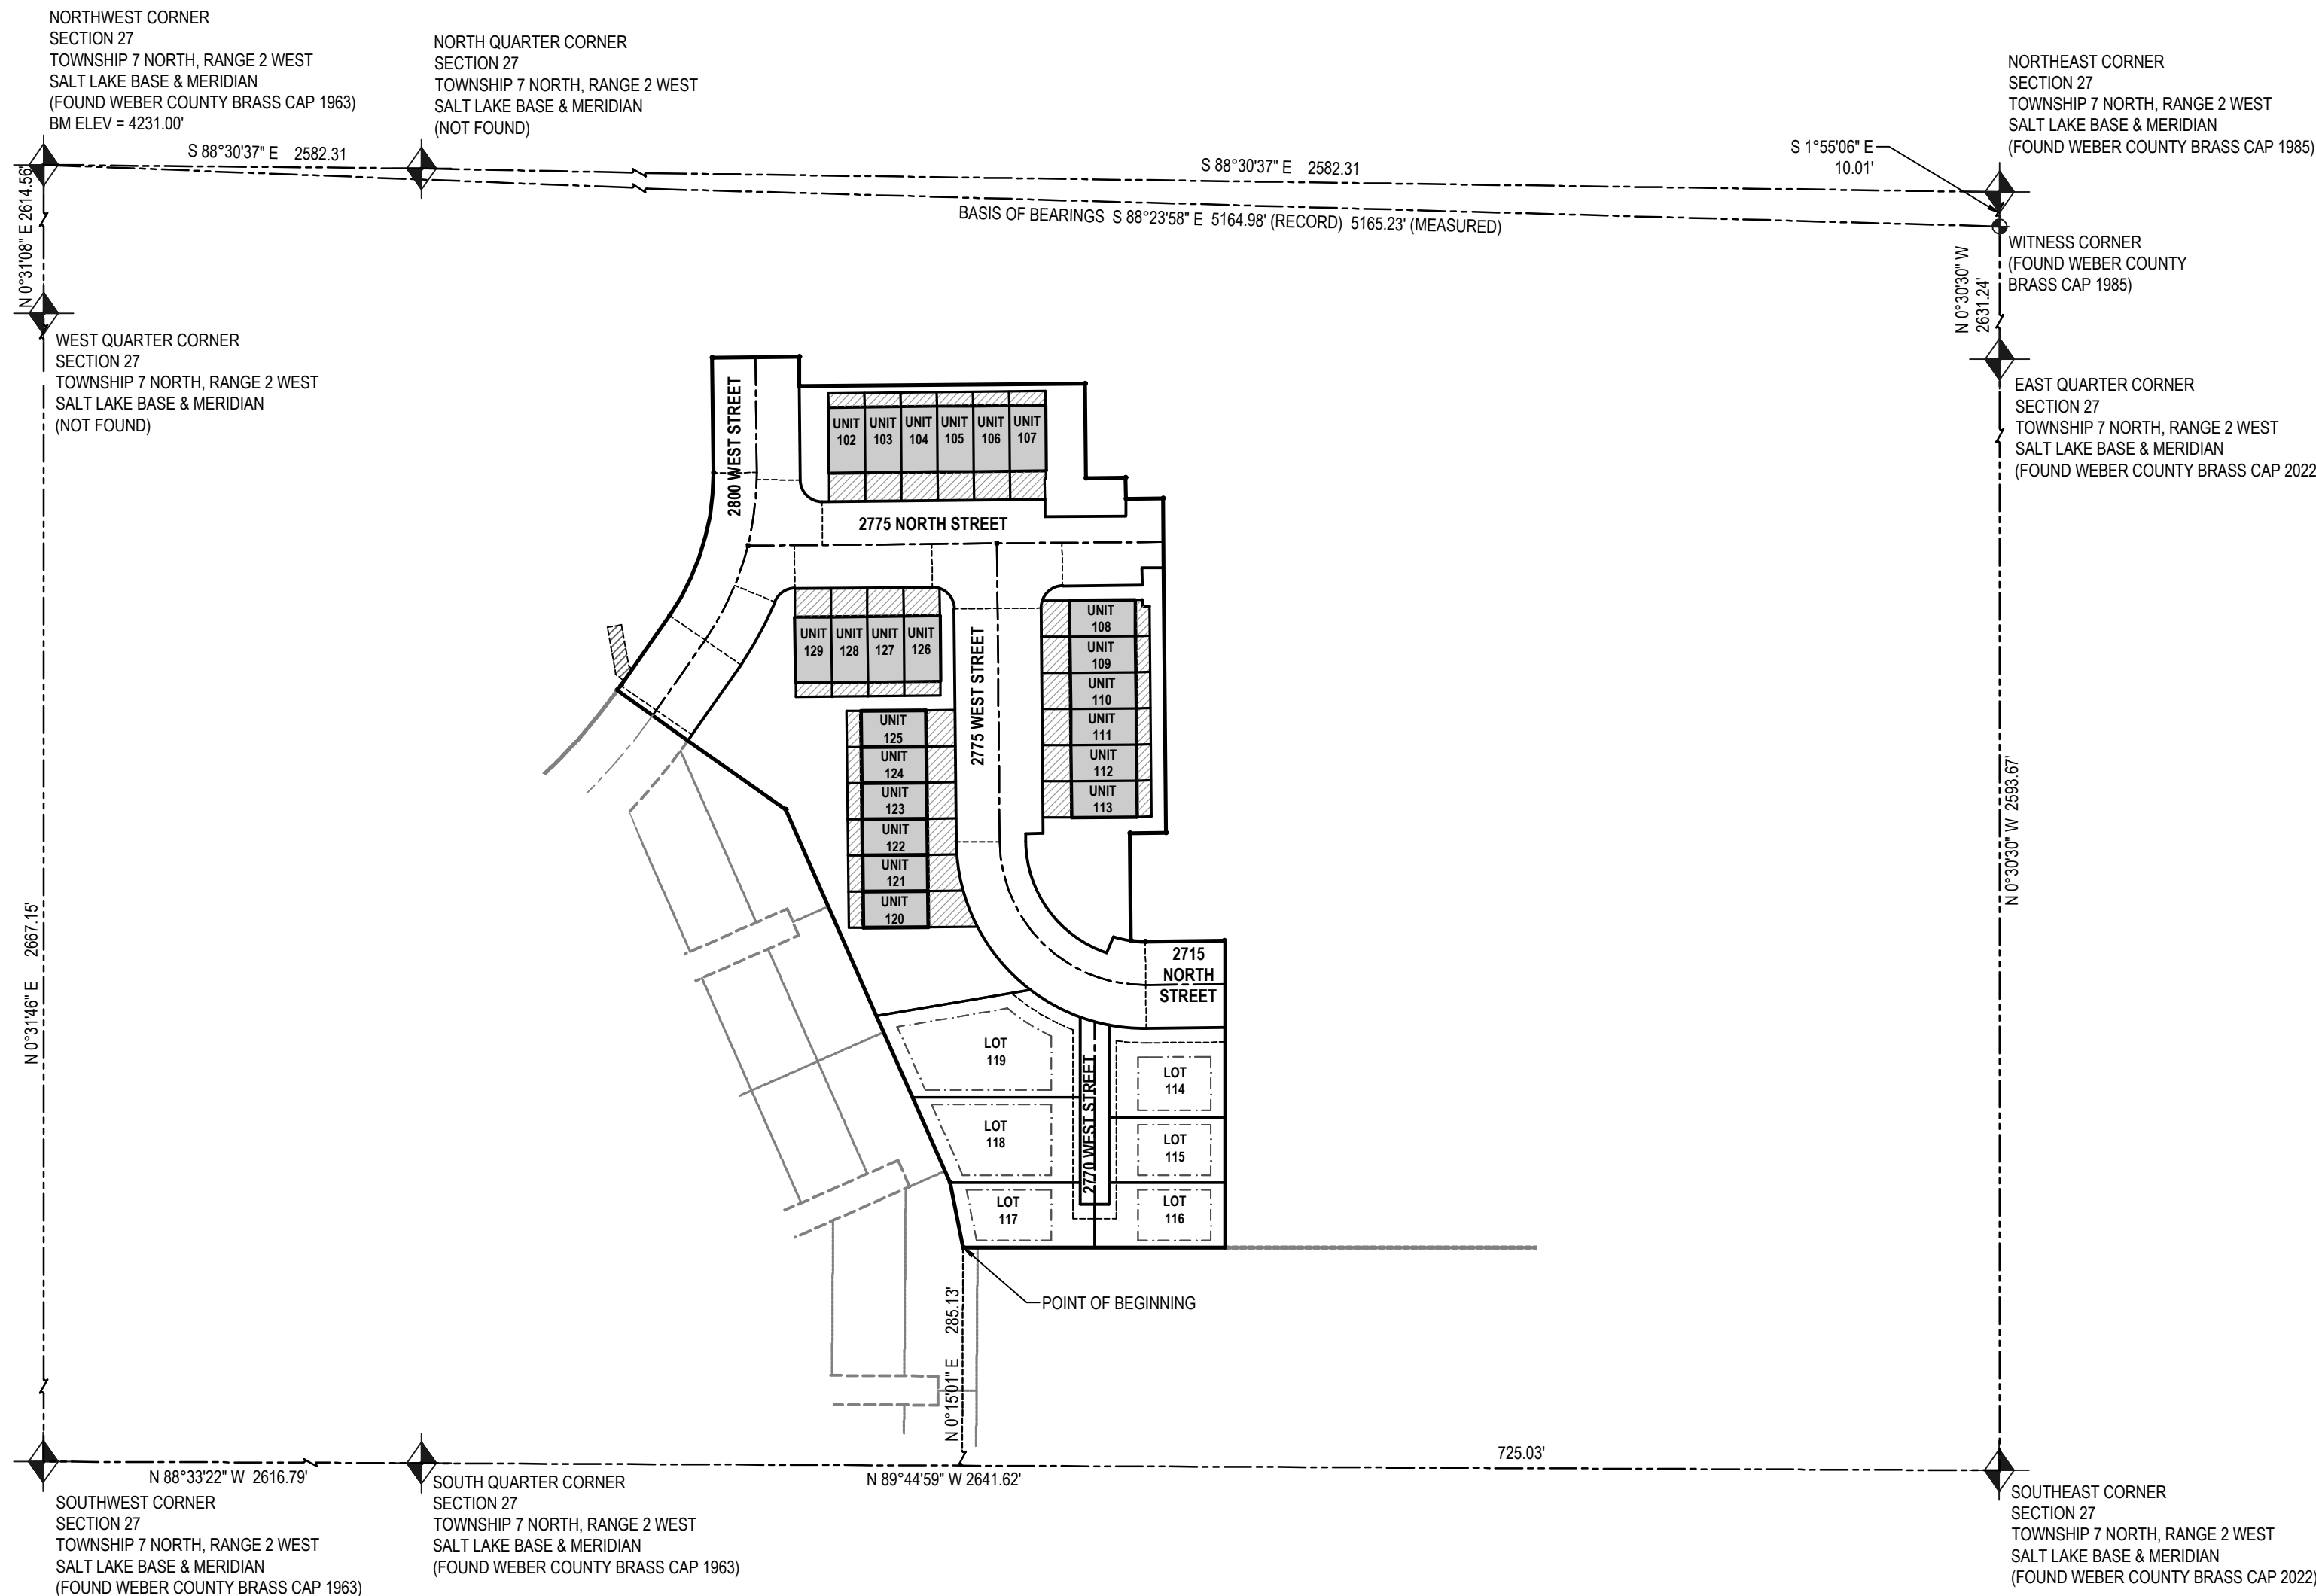 NORTHWEST CORNER
SECTION 27
TOWNSHIP 7 NORTH, RANGE 2 WEST
SALT LAKE BASE & MERIDIAN
(FOUND WEBER COUNTY BRASS CAP 1963)
BM ELEV = 4231.00'
NORTH QUARTER CORNER
SECTION 27
TOWNSHIP 7 NORTH, RANGE 2 WEST
SALT LAKE BASE & MERIDIAN
(NOT FOUND)
NORTHEAST CORNER
SECTION 27
TOWNSHIP 7 NORTH, RANGE 2 WEST
SALT LAKE BASE & MERIDIAN
(FOUND WEBER COUNTY BRASS CAP 1985)
S 88°30'37" E 2582.31
S 88°30'37" E 2582.31
S 1°55'06" E
10.01'
BASIS OF BEARINGS S 88°23'58" E 5164.98' (RECORD) 5165.23' (MEASURED)
N 0°31'08" E 2614.56'
WITNESS CORNER
(FOUND WEBER COUNTY
BRASS CAP 1985)
N 0°30'30" W
2631.24'
WEST QUARTER CORNER
SECTION 27
TOWNSHIP 7 NORTH, RANGE 2 WEST
SALT LAKE BASE & MERIDIAN
(NOT FOUND)
EAST QUARTER CORNER
SECTION 27
TOWNSHIP 7 NORTH, RANGE 2 WEST
SALT LAKE BASE & MERIDIAN
(FOUND WEBER COUNTY BRASS CAP 2022
2800 WEST STREET
UNIT
102
UNIT
103
UNIT
104
UNIT
105
UNIT
106
UNIT
107
2775 NORTH STREET
UNIT
129
UNIT
128
UNIT
127
UNIT
126
2775 WEST STREET
UNIT
108
UNIT
109
UNIT
110
UNIT
111
UNIT
112
UNIT
113
UNIT
125
UNIT
124
UNIT
123
UNIT
122
UNIT
121
UNIT
120
2715
NORTH
STREET
LOT
119
LOT
118
LOT
117
2770 WEST STREET
LOT
114
LOT
115
LOT
116
N 0°31'46" E 2667.15'
N 0°30'30" W 2593.67'
POINT OF BEGINNING
N 0°15'01" E 285.13'
725.03'
N 88°33'22" W 2616.79'
N 89°44'59" W 2641.62'
SOUTHWEST CORNER
SECTION 27
TOWNSHIP 7 NORTH, RANGE 2 WEST
SALT LAKE BASE & MERIDIAN
(FOUND WEBER COUNTY BRASS CAP 1963)
SOUTH QUARTER CORNER
SECTION 27
TOWNSHIP 7 NORTH, RANGE 2 WEST
SALT LAKE BASE & MERIDIAN
(FOUND WEBER COUNTY BRASS CAP 1963)
SOUTHEAST CORNER
SECTION 27
TOWNSHIP 7 NORTH, RANGE 2 WEST
SALT LAKE BASE & MERIDIAN
(FOUND WEBER COUNTY BRASS CAP 2022)